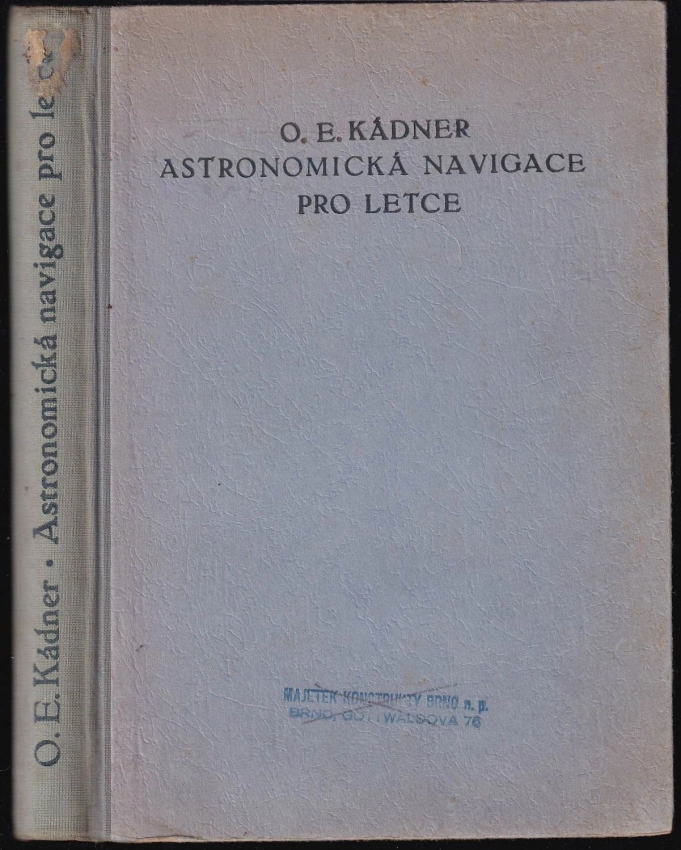 O. E. KÁDNER
ASTRONOMICKÁ NAVIGACE
PRO LETCE
O. E. Kádner • Astronomická navigace pro letce
MAJETEK KONSTRUKTY BRNO n. p.
BRNO, GOTTWALDOVA 76